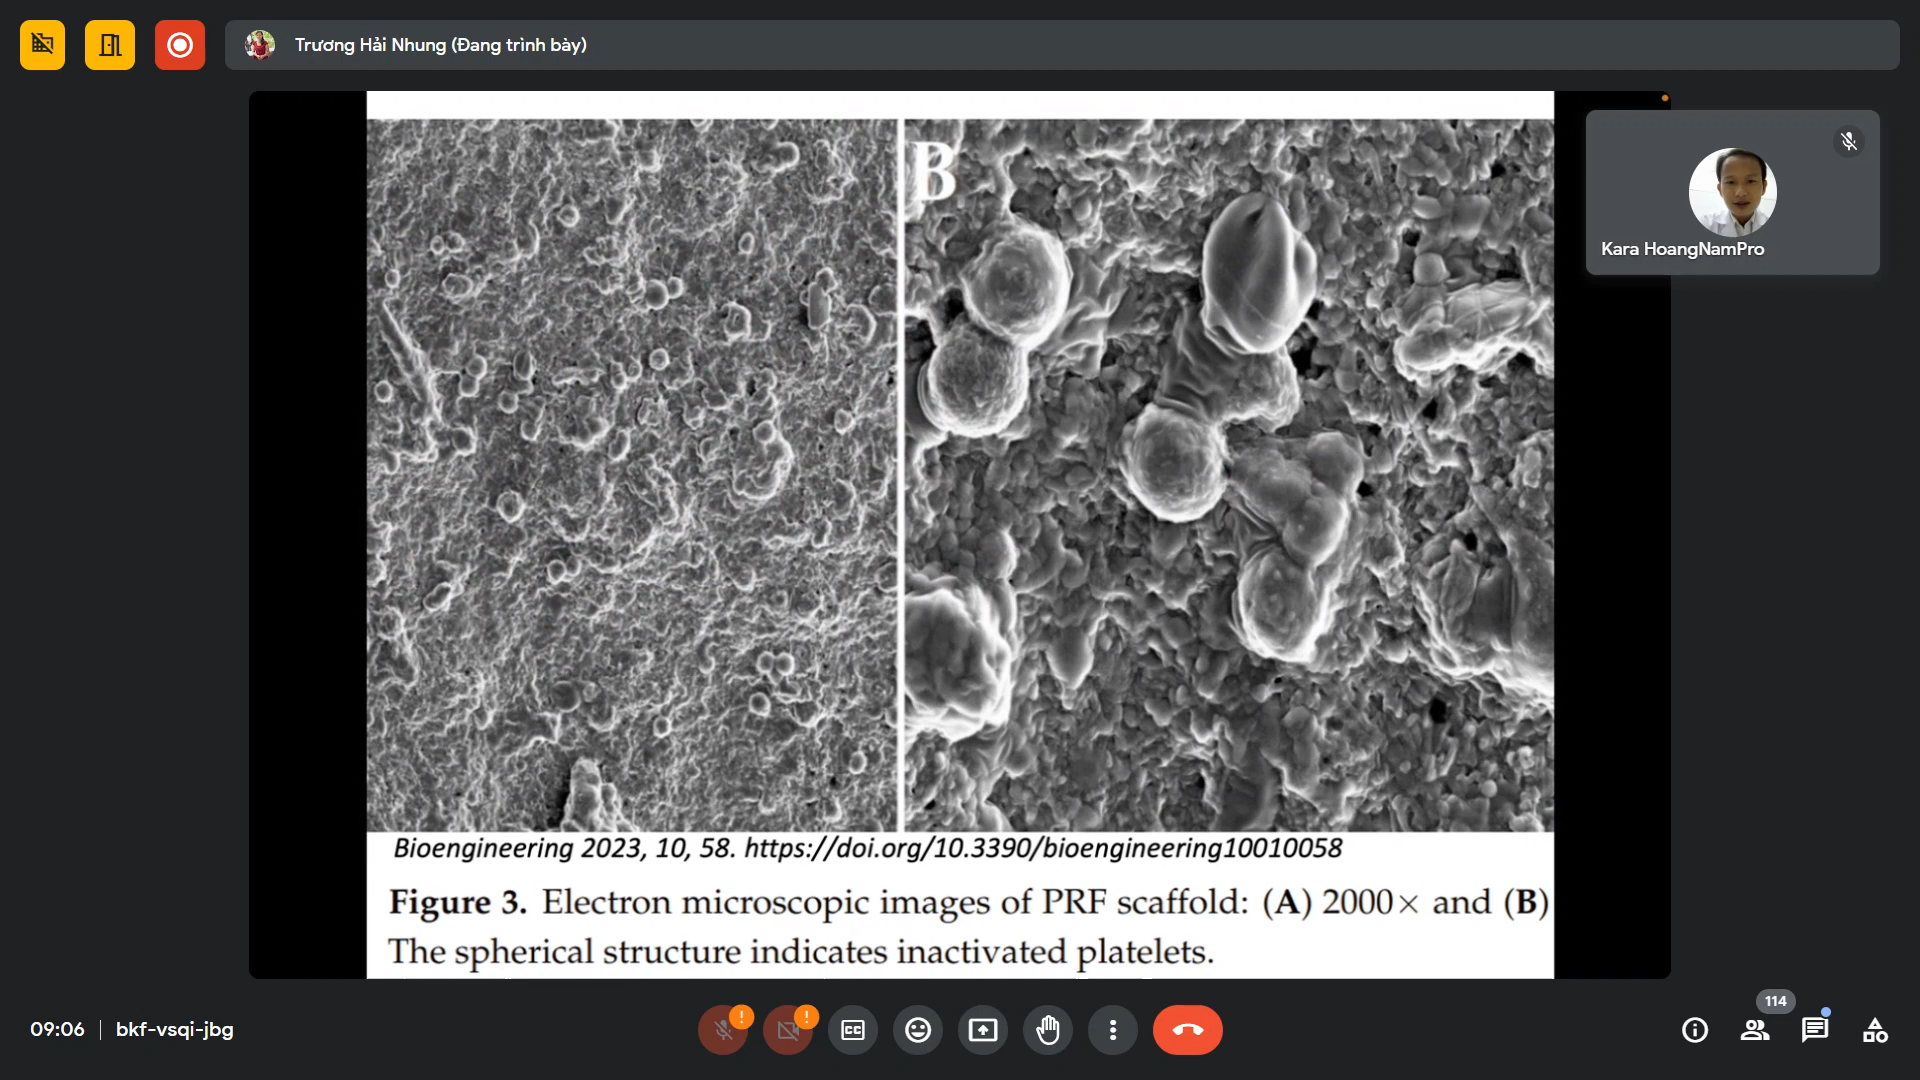 Trương Hải Nhung (Đang trình bày)
B
Kara HoangNamPro
Bioengineering 2023, 10, 58. https://doi.org/10.3390/bioengineering10010058
Figure 3. Electron microscopic images of PRF scaffold: (A) 2000× and (B)
The spherical structure indicates inactivated platelets.
114
09:06 | bkf-vsqi-jbg
! ! CC